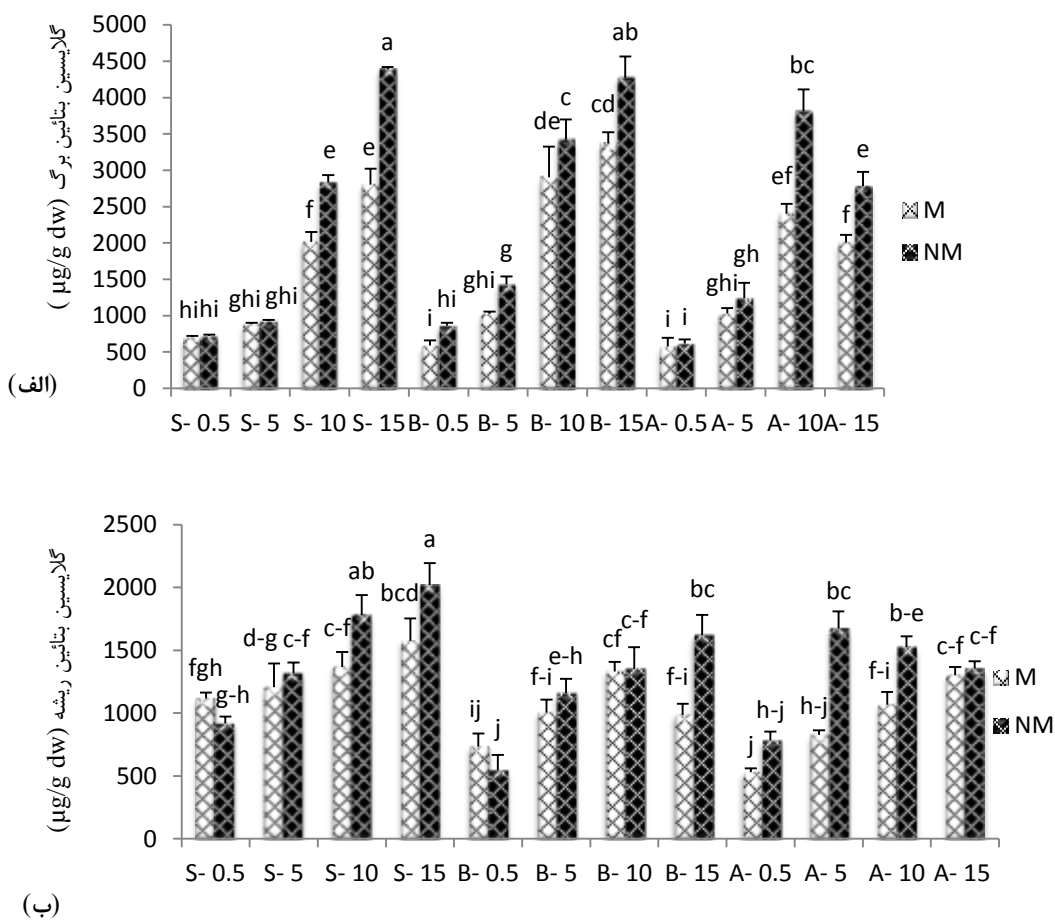 گلایسین بتائین برگ (µg/g dw )
5000
4500
4000
3500
3000
2500
2000
1500
1000
500
0
hi hi ghi ghi f e e a i hi ghi g de c cd ab i i ghi gh ef bc f e
S- 0.5 S- 5 S- 10 S- 15 B- 0.5 B- 5 B- 10 B- 15 A- 0.5 A- 5 A- 10 A- 15
M
NM
(الف)
گلایسین بتائین ریشه (µg/g dw)
2500
2000
1500
1000
500
0
fgh g-h d-g c-f c-f ab bcd a ij j f-i e-h cf c-f f-i bc j h-j h-j bc f-i b-e c-f c-f
S- 0.5 S- 5 S- 10 S- 15 B- 0.5 B- 5 B- 10 B- 15 A- 0.5 A- 5 A- 10 A- 15
M
NM
(ب)